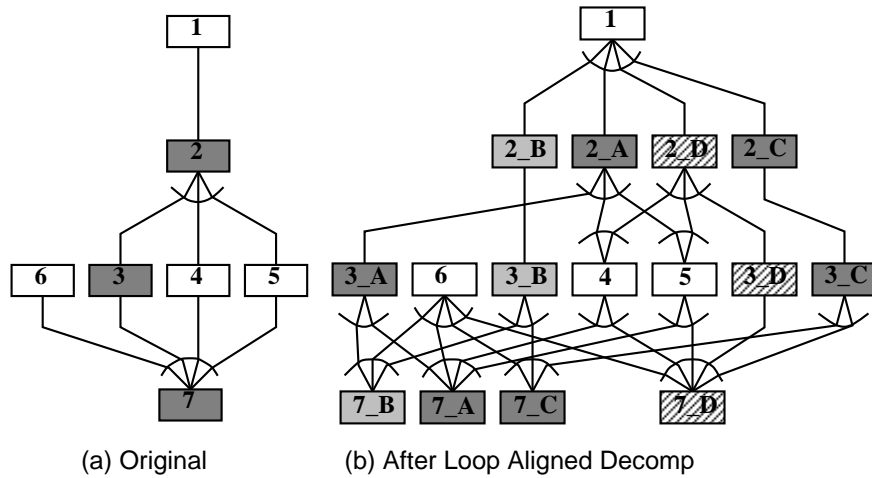 1
1
2
2_B 2_A 2_D 2_C
6 3 4 5
3_A 6 3_B 4 5 3_D 3_C
7
7_B 7_A 7_C 7_D
(a) Original
(b) After Loop Aligned Decomp